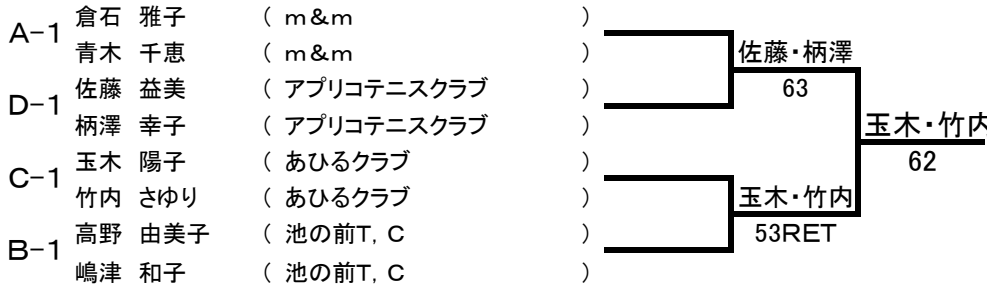 A-1 倉石 雅子 ( m&m )
青木 千恵 ( m&m )
D-1 佐藤 益美 ( アプリコテニスクラブ )
柄澤 幸子 ( アプリコテニスクラブ )
C-1 玉木 陽子 ( あひるクラブ )
竹内 さゆり ( あひるクラブ )
B-1 高野 由美子 ( 池の前T, C )
嶋津 和子 ( 池の前T, C )
佐藤・柄澤
63
玉木・竹内
53RET
玉木・竹内
62